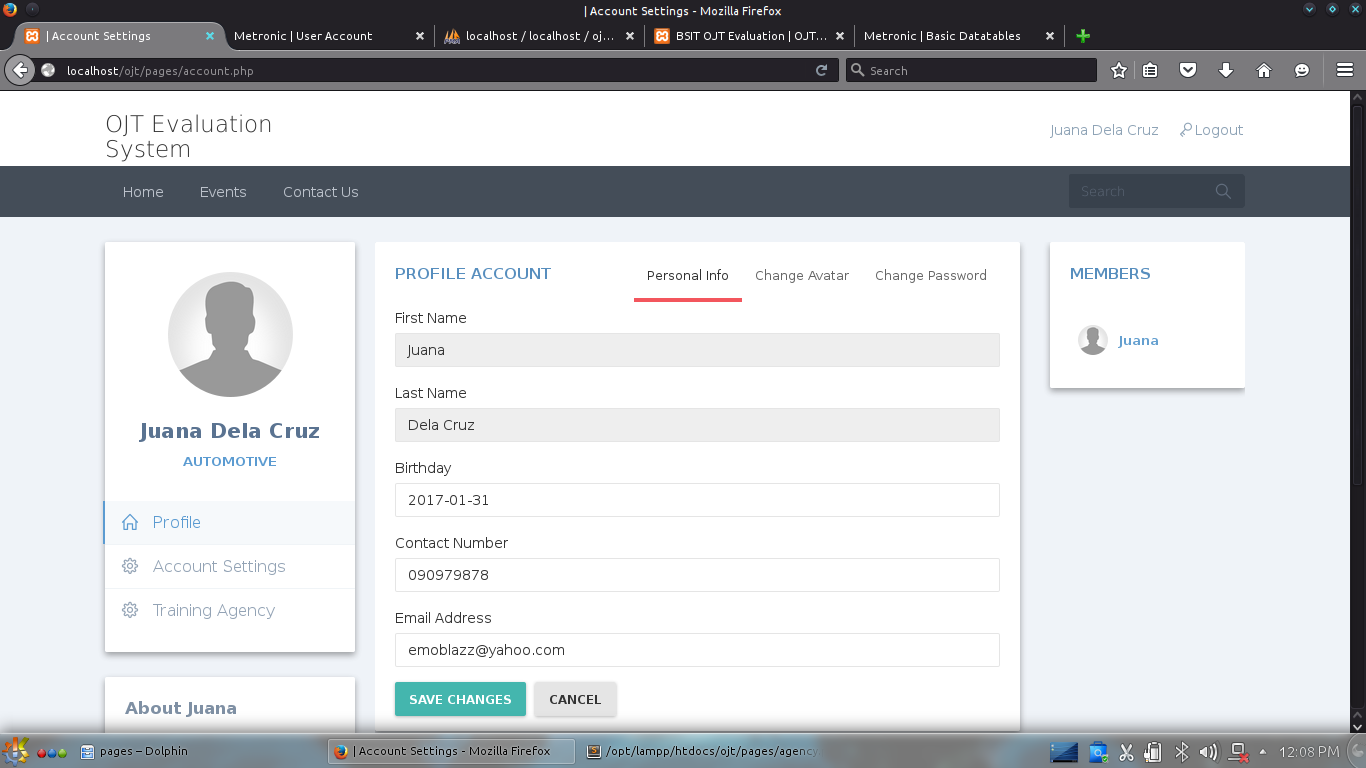 | Account Settings - Mozilla Firefox
| Account Settings
Metronic | User Account
localhost / localhost / oj...
BSIT OJT Evaluation | OJT...
Metronic | Basic Datatables
localhost/ojt/pages/account.php
Search
OJT Evaluation
System
Juana Dela Cruz
Logout
Home
Events
Contact Us
Search
Juana Dela Cruz
AUTOMOTIVE
Profile
Account Settings
Training Agency
About Juana
PROFILE ACCOUNT
Personal Info
Change Avatar
Change Password
First Name
Juana
Last Name
Dela Cruz
Birthday
2017-01-31
Contact Number
090979878
Email Address
emoblazz@yahoo.com
SAVE CHANGES
CANCEL
MEMBERS
Juana
pages – Dolphin
| Account Settings - Mozilla Firefox
/opt/lampp/htdocs/ojt/pages/agency
12:08 PM